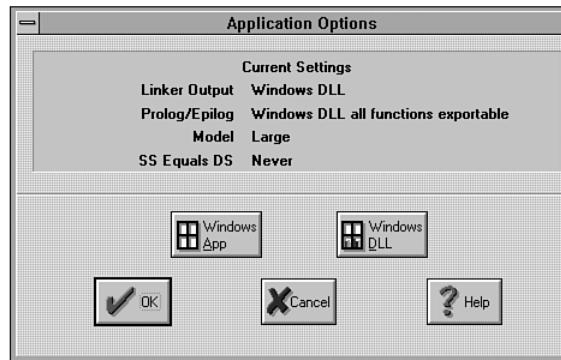 Application Options
Current Settings
Linker Output Windows DLL
Prolog/Epilog Windows DLL all functions exportable
Model Large
SS Equals DS Never
Windows App
Windows DLL
OK
Cancel
Help